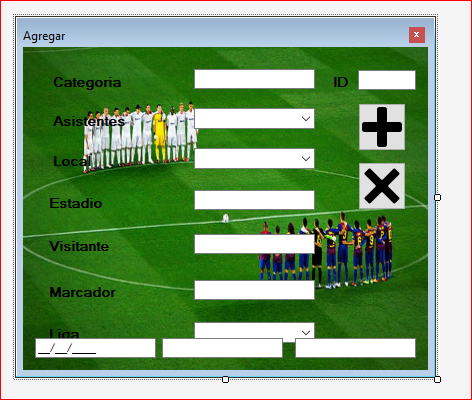 Agregar x
Categoria ID
Asistentes
Local
Estadio
Visitante
Marcador
Liga
__/__/____